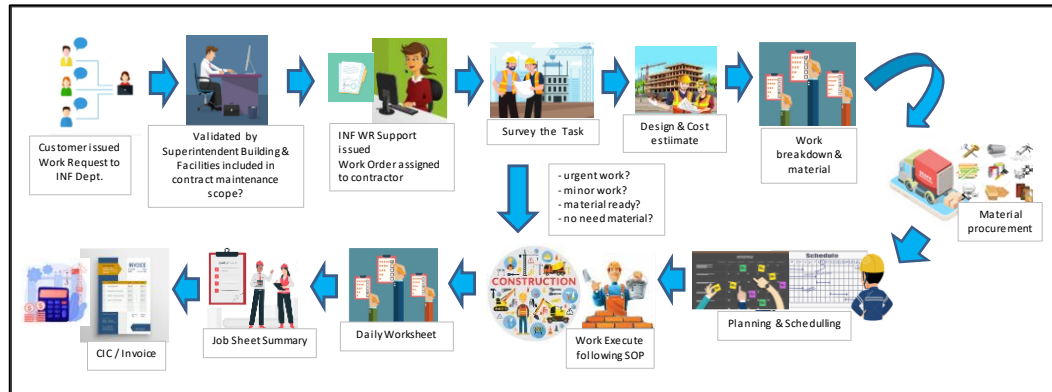 Customer issued
Work Request to
INF Dept.
Validated by
Superintendent Building &
Facilities included in
contract maintenance
scope?
INF WR Support
issued
Work Order assigned
to contractor
Survey the Task
Design & Cost
estiimate
Work
breakdown &
material
Material
procurement
- urgent work?
- minor work?
- material ready?
- no need material?
Schedule
Planning & Schedulling
CONSTRUCTION
Work Execute
following SOP
Daily Worksheet
Job Sheet Summary
INVOICE
CIC / Invoice